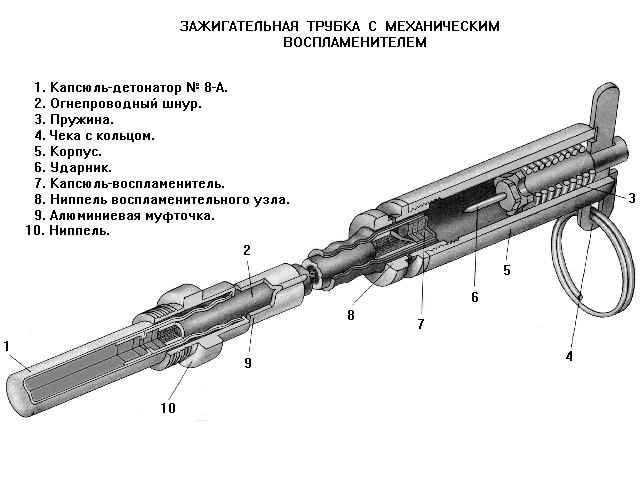 ЗАЖИГАТЕЛЬНАЯ ТРУБКА С МЕХАНИЧЕСКИМ
ВОСПЛАМЕНИТЕЛЕМ
1. Капсюль-детонатор № 8-А.
2. Огнепроводный шнур.
3. Пружина.
4. Чека с кольцом.
5. Корпус.
6. Ударник.
7. Капсюль-воспламенитель.
8. Ниппель воспламенительного узла.
9. Алюминиевая муфточка.
10. Ниппель.
3
2
5
6
7
8
4
1
9
10